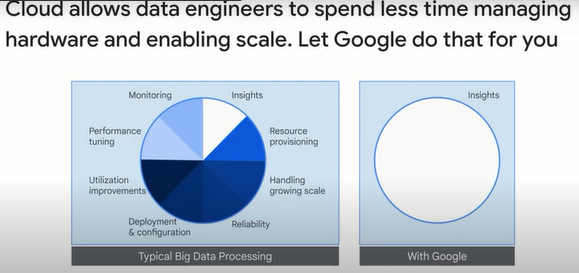 Cloud allows data engineers to spend less time managing
hardware and enabling scale. Let Google do that for you
Monitoring
Insights
Performance
tuning
Resource
provisioning
Utilization
improvements
Handling
growing scale
Deployment
& configuration
Reliability
Typical Big Data Processing
Insights
With Google